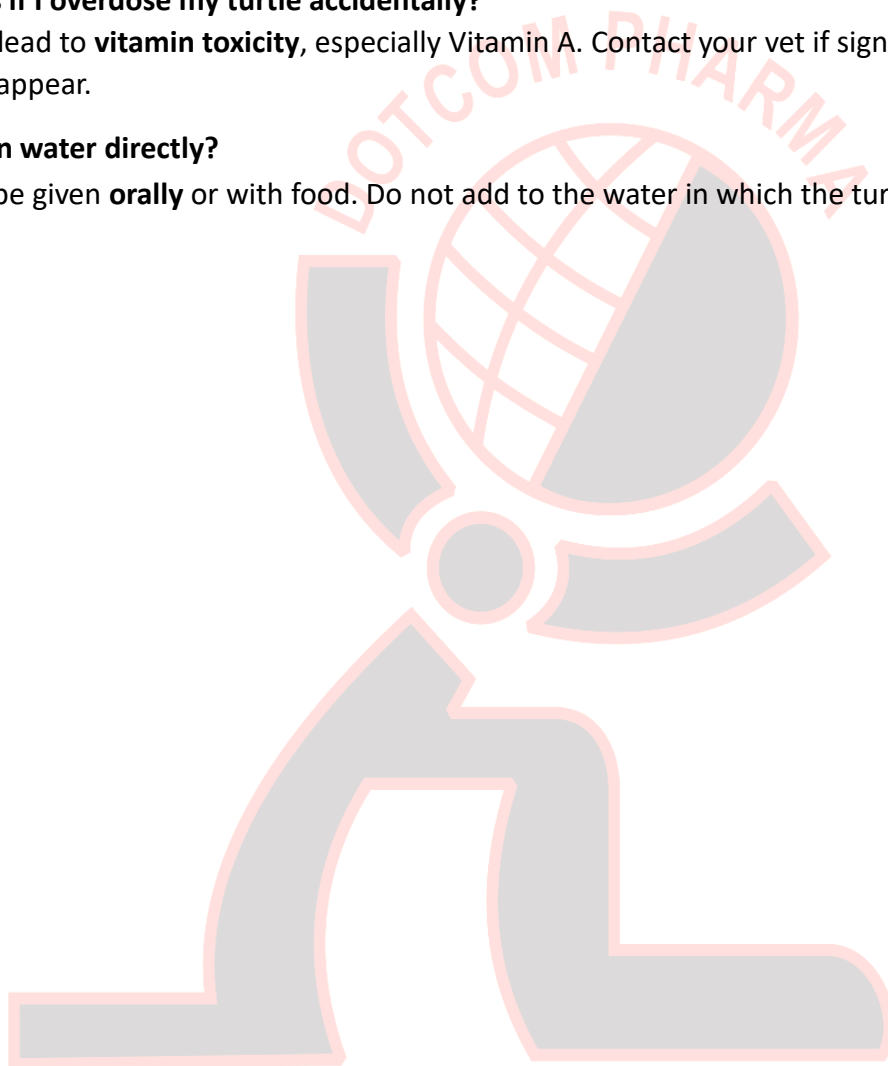 if I overdose my turtle accidentally?
lead to vitamin toxicity, especially Vitamin A. Contact your vet if sign
appear.
water directly?
be given orally or with food. Do not add to the water in which the
DOTCOM PHARMA